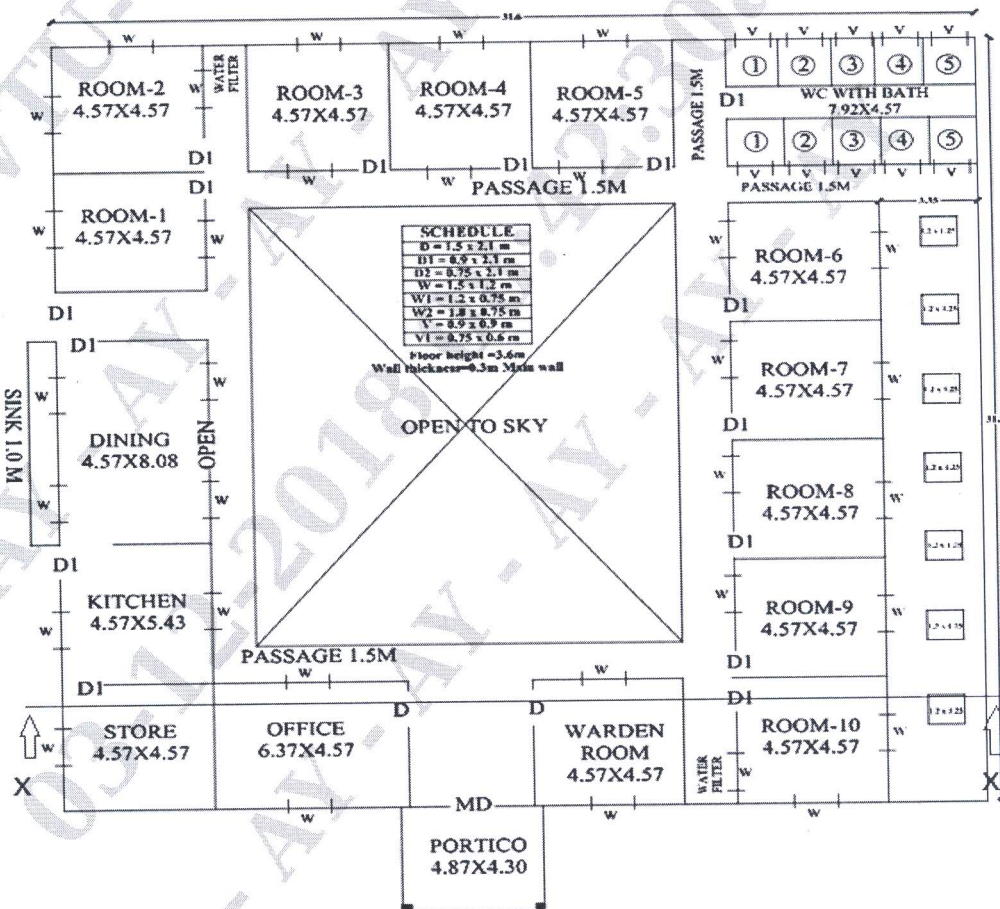 31.6
W
W
W
W
V V V V V
ROOM-2
4.57X4.57
W
W
WATER
FILTER
ROOM-3
4.57X4.57
ROOM-4
4.57X4.57
ROOM-5
4.57X4.57
PASSAGE 1.5M
1 2 3 4 5
D1
WC WITH BATH
7.92X4.57
1 2 3 4 5
D1
D1
D1
D1
D1
W
W
W
V V V V V
PASSAGE 1.5M
PASSAGE 1.5M
ROOM-1
4.57X4.57
W
W
3.35
SCHEDULE
D = 1.5 x 2.1 m
D1 = 0.9 x 2.1 m
D2 = 0.75 x 2.1 m
W = 1.5 x 1.2 m
W1 = 1.2 x 0.75 m
W2 = 1.8 x 0.75 m
V = 0.9 x 0.9 m
V1 = 0.75 x 0.6 m
Floor height =3.6m
Wall thickness=0.3m Main wall
W
ROOM-6
4.57X4.57
W
D1
D1
D1
W
ROOM-7
4.57X4.57
W
D1
SINK 1.0 M
W
W
DINING
4.57X8.08
OPEN
W
W
OPEN TO SKY
W
ROOM-8
4.57X4.57
W
D1
D1
KITCHEN
4.57X5.43
W
W
W
ROOM-9
4.57X4.57
W
D1
PASSAGE 1.5M
W
W
D1
D
D
D1
STORE
4.57X4.57
W
X
OFFICE
6.37X4.57
WARDEN
ROOM
4.57X4.57
WATER
FILTER
W
ROOM-10
4.57X4.57
W
X
W
MD
W
W
PORTICO
4.87X4.30
03-12-2018